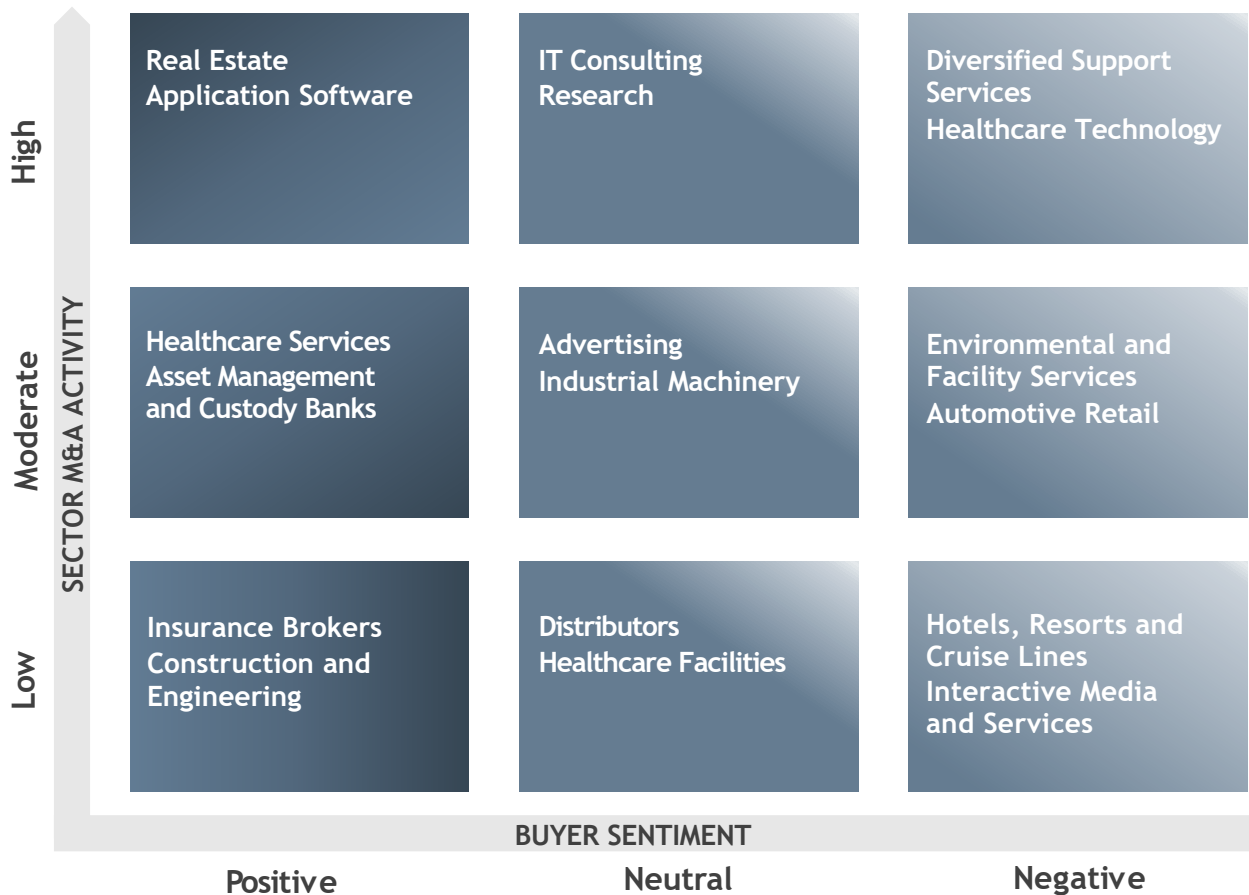 SECTOR M&A ACTIVITY
High
Real Estate
Application Software
IT Consulting
Research
Diversified Support
Services
Healthcare Technology
Moderate
Healthcare Services
Asset Management
and Custody Banks
Advertising
Industrial Machinery
Environmental and
Facility Services
Automotive Retail
Low
Insurance Brokers
Construction and
Engineering
Distributors
Healthcare Facilities
Hotels, Resorts and
Cruise Lines
Interactive Media
and Services
BUYER SENTIMENT
Positive
Neutral
Negative